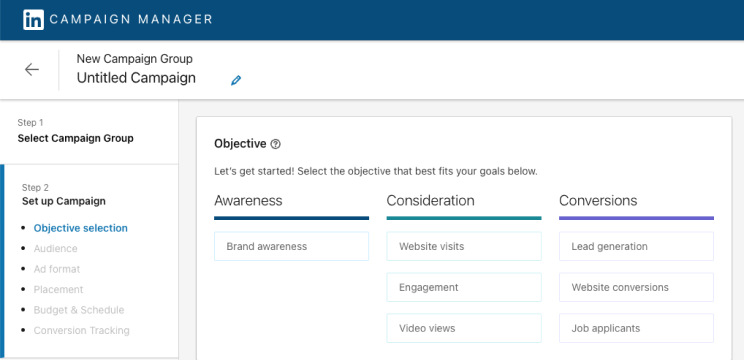 in CAMPAIGN MANAGER
New Campaign Group
Untitled Campaign
Step 1
Select Campaign Group
Step 2
Set up Campaign
Objective selection
Audience
Ad format
Placement
Budget & Schedule
Conversion Tracking
Objective ?
Let's get started! Select the objective that best fits your goals below.
Awareness Consideration Conversions
Brand awareness Website visits Lead generation
Engagement Website conversions
Video views Job applicants